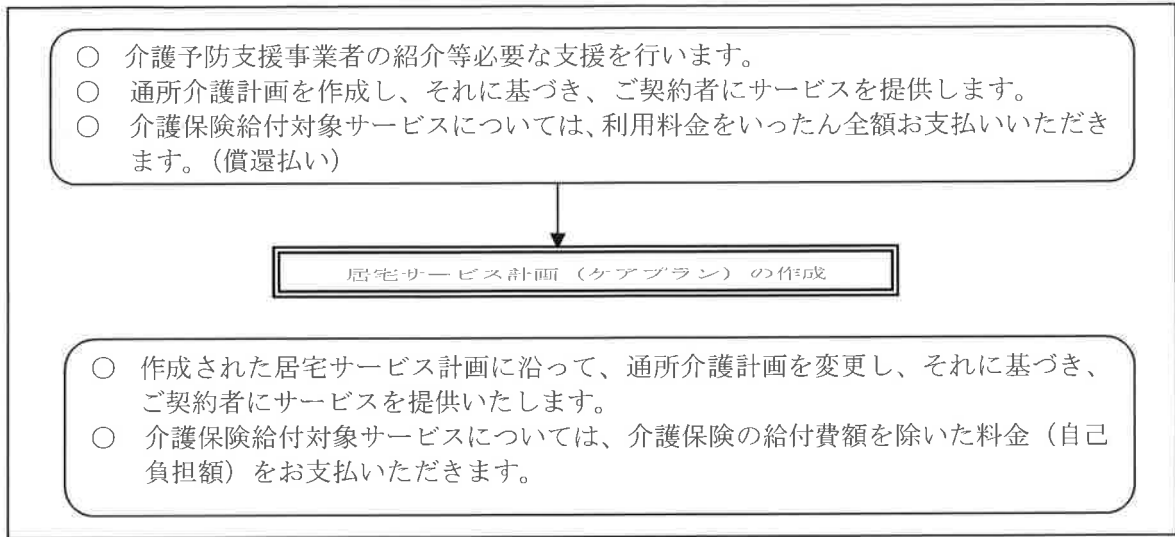 ○ 介護予防支援事業者の紹介等必要な支援を行います。
○ 通所介護計画を作成し、それに基づき、ご契約者にサービスを提供します。
○ 介護保険給付対象サービスについては、利用料金をいったん全額お支払いいただき
ます。（償還払い）
居宅サービス計画（ケアプラン）の作成
○ 作成された居宅サービス計画に沿って、通所介護計画を変更し、それに基づき、
ご契約者にサービスを提供いたします。
○ 介護保険給付対象サービスについては、介護保険の給付費額を除いた料金（自己
負担額）をお支払いただきます。